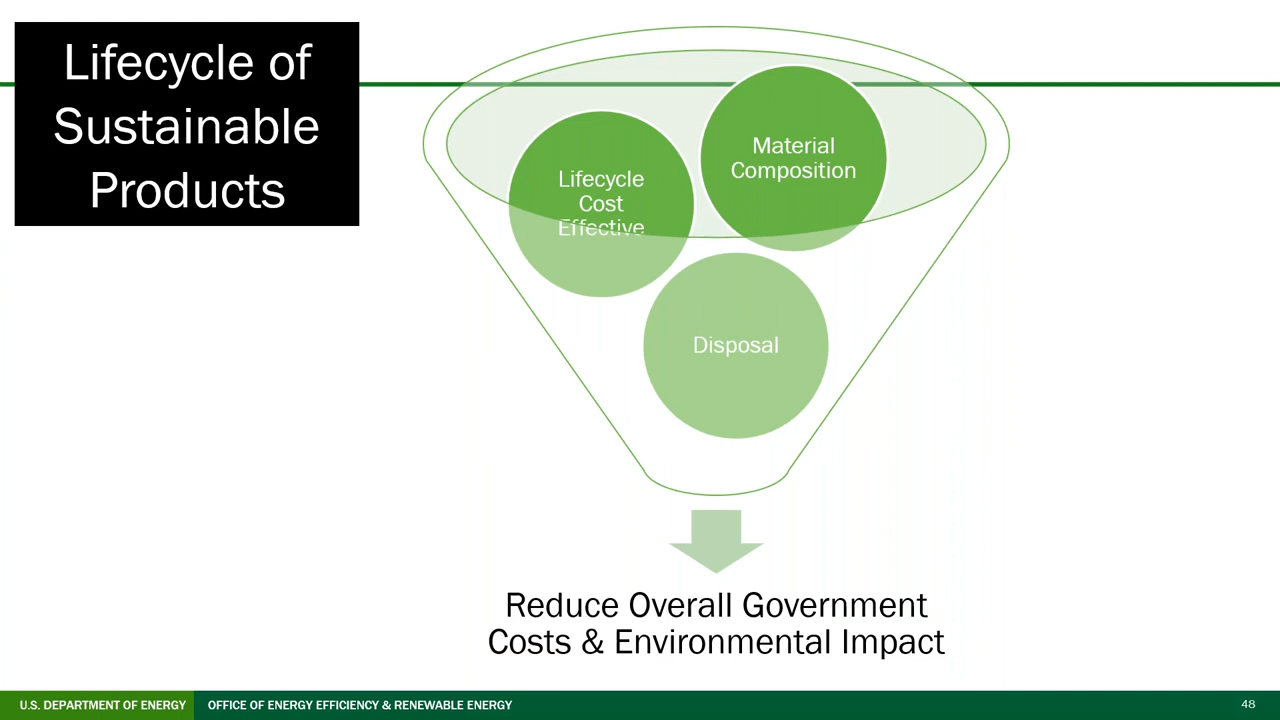 Lifecycle of
Sustainable
Products
Material
Composition
Lifecycle
Cost
Effective
Disposal
Reduce Overall Government
Costs & Environmental Impact
U.S. DEPARTMENT OF ENERGY
OFFICE OF ENERGY EFFICIENCY & RENEWABLE ENERGY
48